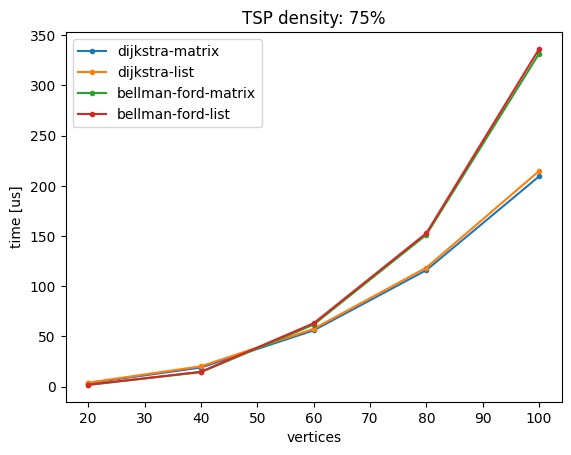 TSP density: 75%
dijkstra-matrix
dijkstra-list
bellman-ford-matrix
bellman-ford-list
350
300
250
200
150
100
50
0
time [us]
20 30 40 50 60 70 80 90 100
vertices